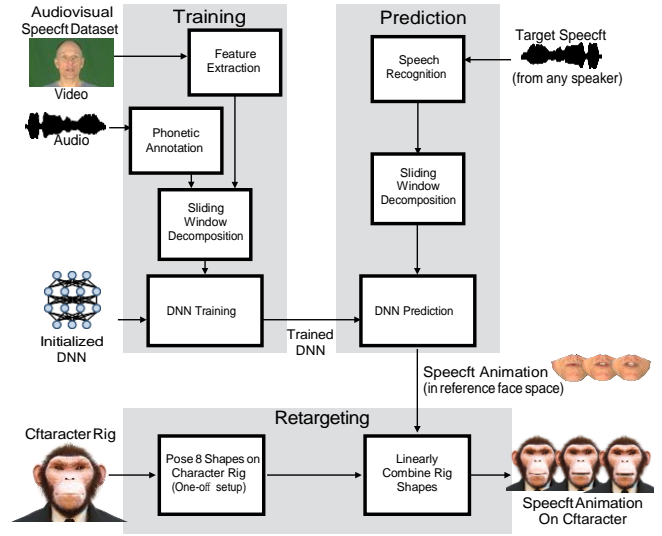 Audiovisual
Speecft Dataset
Video
Audio
Training
Feature
Extraction
Phonetic
Annotation
Sliding
Window
Decomposition
DNN Training
Initialized
DNN
Trained
DNN
Prediction
Speech
Recognition
Target Speecft
(from any speaker)
Sliding
Window
Decomposition
DNN Prediction
Speecft Animation
(in reference face space)
Retargeting
Cftaracter Rig
Pose 8 Shapes on
Character Rig
(One-off setup)
Linearly
Combine Rig
Shapes
Speecft Animation
On Cftaracter